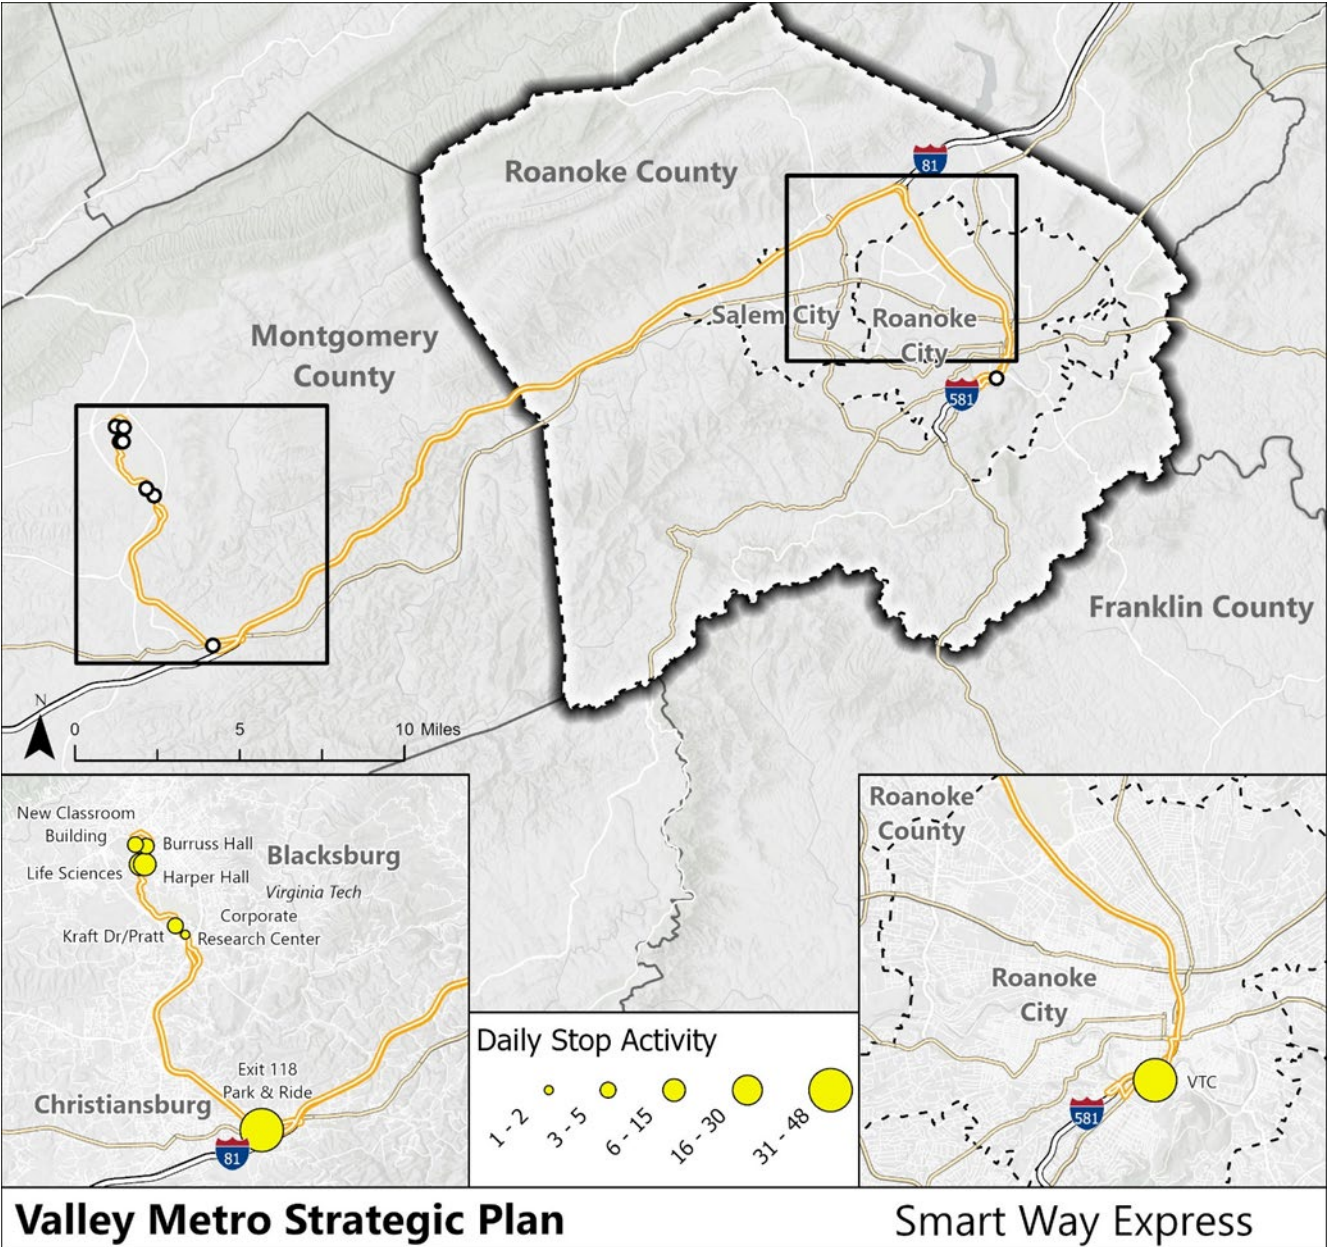 81
Roanoke County
Salem City
Roanoke
City
Montgomery
County
581
Franklin County
N
0 5 10 Miles
New Classroom
Building
Burruss Hall
Blacksburg
Life Sciences
Harper Hall
Virginia Tech
Corporate
Research Center
Kraft Dr/Pratt
Exit 118
Park & Ride
Christiansburg
81
Daily Stop Activity
1 - 2
3 - 5
6 - 15
16 - 30
31 - 48
Roanoke
County
Roanoke
City
VTC
581
Valley Metro Strategic Plan
Smart Way Express